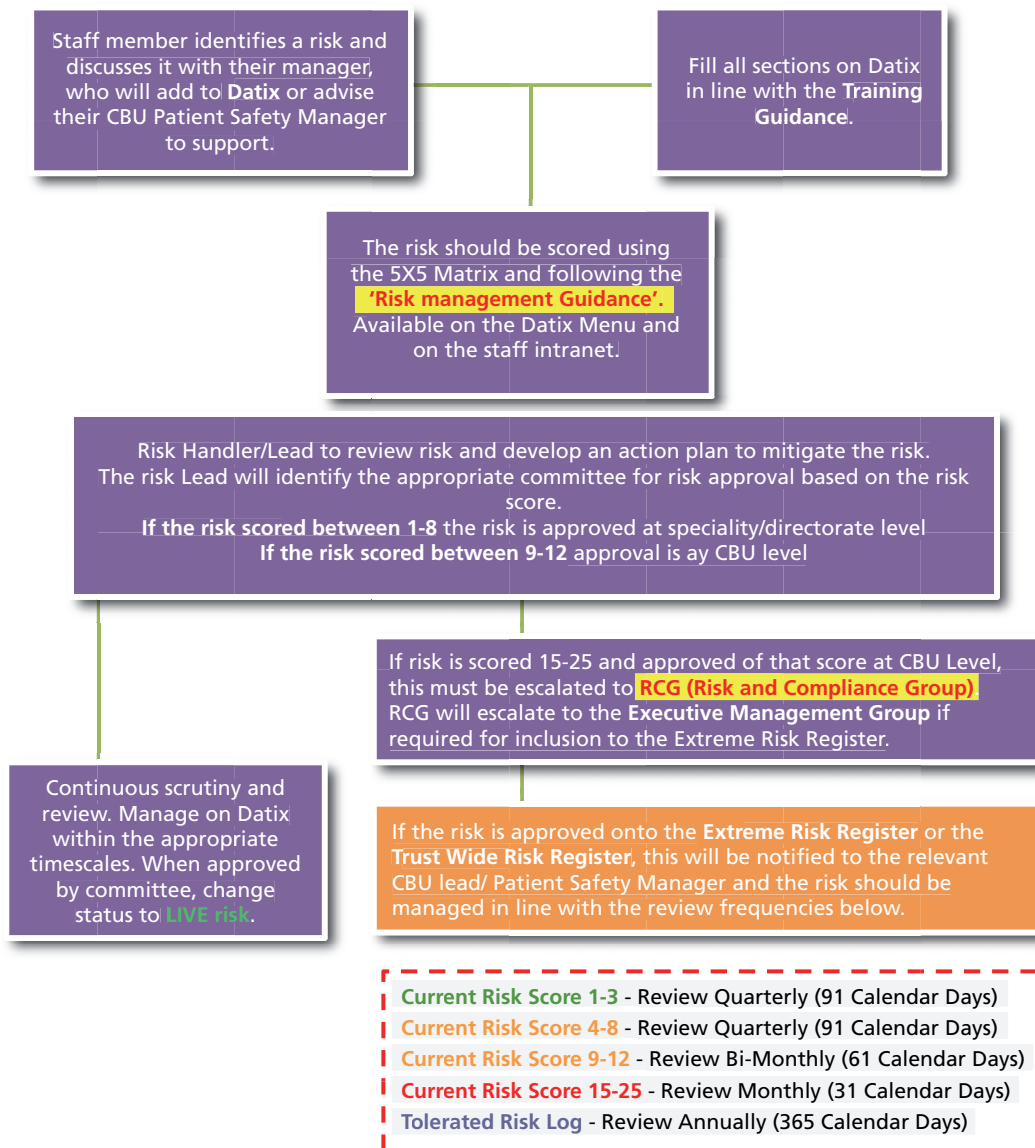 Staff member identifies a risk and
discusses it with their manager,
who will add to Datix or advise
their CBU Patient Safety Manager
to support.
Fill all sections on Datix
in line with the Training
Guidance.
The risk should be scored using
the 5X5 Matrix and following the
‘Risk management Guidance’.
Available on the Datix Menu and
on the staff intranet.
Risk Handler/Lead to review risk and develop an action plan to mitigate the risk.
The risk Lead will identify the appropriate committee for risk approval based on the risk
score.
If the risk scored between 1-8 the risk is approved at speciality/directorate level
If the risk scored between 9-12 approval is ay CBU level
If risk is scored 15-25 and approved of that score at CBU Level,
this must be escalated to RCG (Risk and Compliance Group)
RCG will escalate to the Executive Management Group if
required for inclusion to the Extreme Risk Register.
Continuous scrutiny and
review. Manage on Datix
within the appropriate
timescales. When approved
by committee, change
status to LIVE risk.
If the risk is approved onto the Extreme Risk Register or the
Trust Wide Risk Register, this will be notified to the relevant
CBU lead/ Patient Safety Manager and the risk should be
managed in line with the review frequencies below.
Current Risk Score 1-3 - Review Quarterly (91 Calendar Days)
Current Risk Score 4-8 - Review Quarterly (91 Calendar Days)
Current Risk Score 9-12 - Review Bi-Monthly (61 Calendar Days)
Current Risk Score 15-25 - Review Monthly (31 Calendar Days)
Tolerated Risk Log - Review Annually (365 Calendar Days)